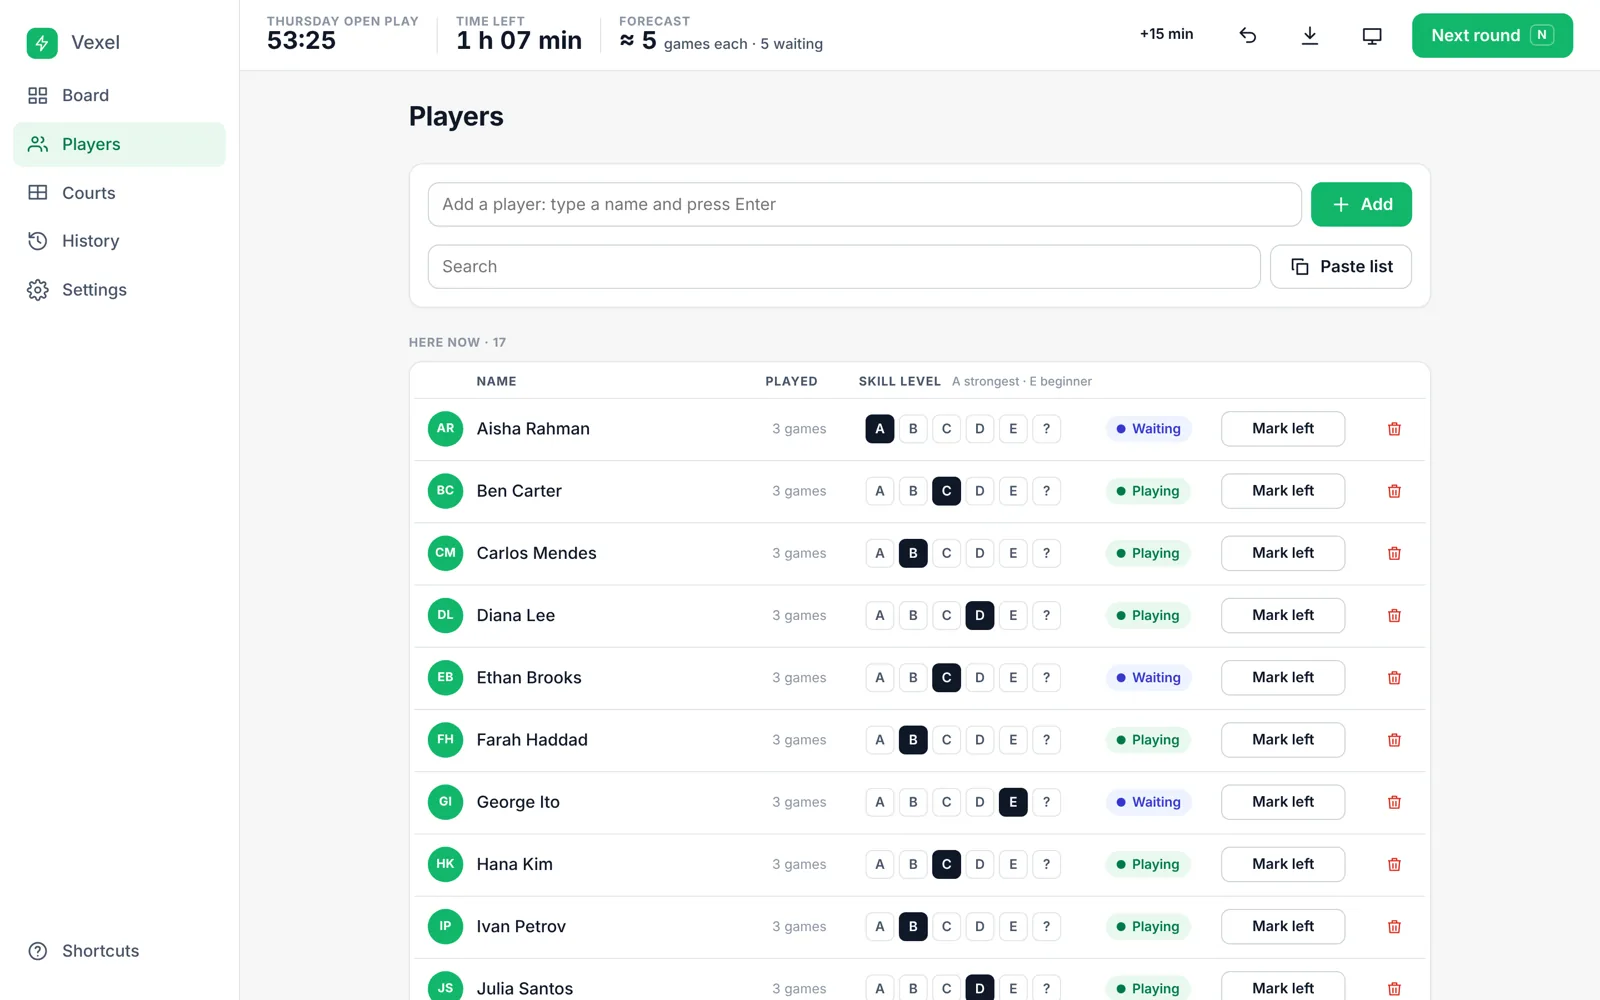 Vexel
Board
Players
Courts
History
Settings
Shortcuts
THURSDAY OPEN PLAY
53:25
TIME LEFT
1 h 07 min
FORECAST
≈ 5 games each · 5 waiting
+15 min
Next round N
Players
Add a player: type a name and press Enter
Add
Search
Paste list
HERE NOW · 17
NAME PLAYED SKILL LEVEL A strongest · E beginner
AR Aisha Rahman 3 games A B C D E ? Waiting Mark left
BC Ben Carter 3 games A B C D E ? Playing Mark left
CM Carlos Mendes 3 games A B C D E ? Playing Mark left
DL Diana Lee 3 games A B C D E ? Playing Mark left
EB Ethan Brooks 3 games A B C D E ? Waiting Mark left
FH Farah Haddad 3 games A B C D E ? Playing Mark left
GI George Ito 3 games A B C D E ? Waiting Mark left
HK Hana Kim 3 games A B C D E ? Playing Mark left
IP Ivan Petrov 3 games A B C D E ? Playing Mark left
JS Julia Santos 3 games A B C D E ? Playing Mark left